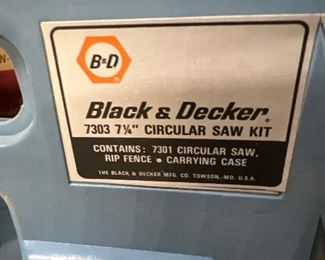 B&D
Black & Decker®
7303 7¼" CIRCULAR SAW KIT
CONTAINS: 7301 CIRCULAR SAW,
RIP FENCE • CARRYING CASE
THE BLACK & DECKER MFG. CO. TOWSON, MD. U.S.A.